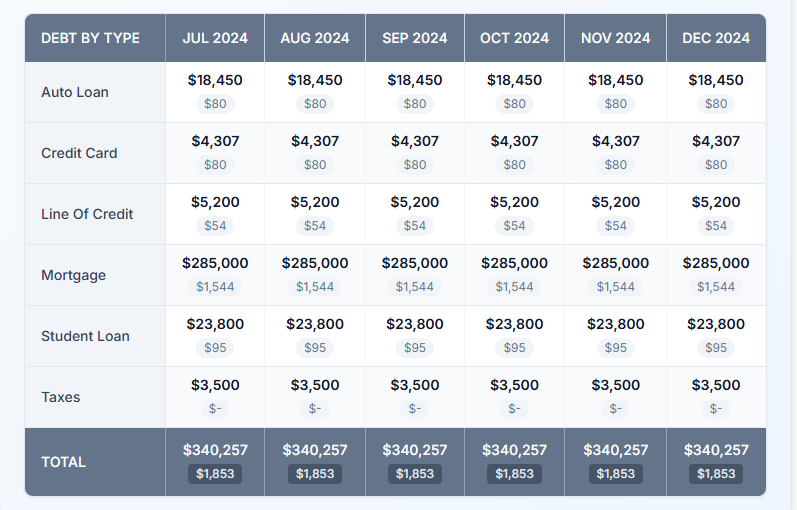 DEBT BY TYPE JUL 2024 AUG 2024 SEP 2024 OCT 2024 NOV 2024 DEC 2024
Auto Loan $18,450 $18,450 $18,450 $18,450 $18,450 $18,450
$80 $80 $80 $80 $80 $80
Credit Card $4,307 $4,307 $4,307 $4,307 $4,307 $4,307
$80 $80 $80 $80 $80 $80
Line Of Credit $5,200 $5,200 $5,200 $5,200 $5,200 $5,200
$54 $54 $54 $54 $54 $54
Mortgage $285,000 $285,000 $285,000 $285,000 $285,000 $285,000
$1,544 $1,544 $1,544 $1,544 $1,544 $1,544
Student Loan $23,800 $23,800 $23,800 $23,800 $23,800 $23,800
$95 $95 $95 $95 $95 $95
Taxes $3,500 $3,500 $3,500 $3,500 $3,500 $3,500
$- $- $- $- $- $-
TOTAL $340,257 $340,257 $340,257 $340,257 $340,257 $340,257
$1,853 $1,853 $1,853 $1,853 $1,853 $1,853